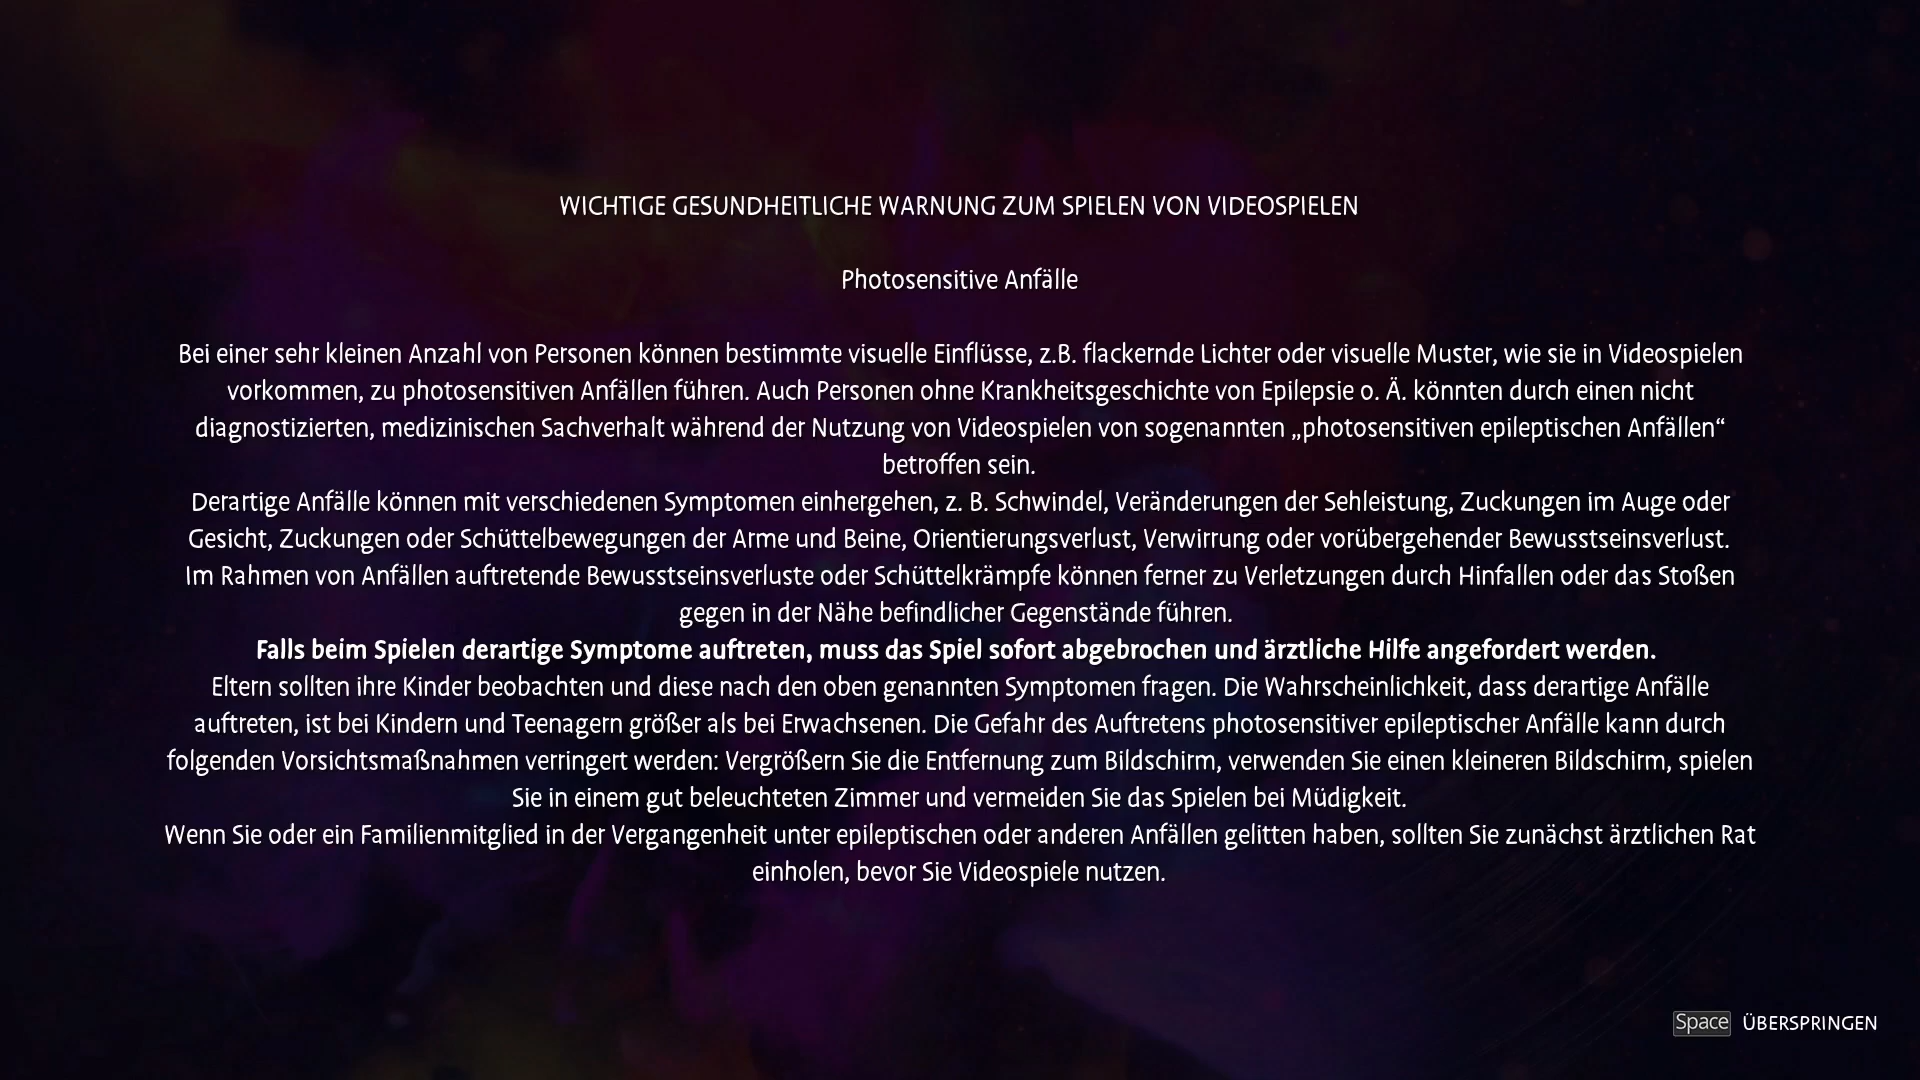 WICHTIGE GESUNDHEITLICHE WARNUNG ZUM SPIELEN VON VIDEOSPIELEN
Photosensitive Anfälle
Bei einer sehr kleinen Anzahl von Personen können bestimmte visuelle Einflüsse, z.B. flackernde Lichter oder visuelle Muster, wie sie in Videospielen
vorkommen, zu photosensitiven Anfällen führen. Auch Personen ohne Krankheitsgeschichte von Epilepsie o. Ä. könnten durch einen nicht
diagnostizierten, medizinischen Sachverhalt während der Nutzung von Videospielen von sogenannten „photosensitiven epileptischen Anfällen“
betroffen sein.
Derartige Anfälle können mit verschiedenen Symptomen einhergehen, z. B. Schwindel, Veränderungen der Sehleistung, Zuckungen im Auge oder
Gesicht, Zuckungen oder Schüttelbewegungen der Arme und Beine, Orientierungsverlust, Verwirrung oder vorübergehender Bewusstseinsverlust.
Im Rahmen von Anfällen auftretende Bewusstseinsverluste oder Schüttelkrämpfe können ferner zu Verletzungen durch Hinfallen oder das Stoßen
gegen in der Nähe befindlicher Gegenstände führen.
Falls beim Spielen derartige Symptome auftreten, muss das Spiel sofort abgebrochen und ärztliche Hilfe angefordert werden.
Eltern sollten ihre Kinder beobachten und diese nach den oben genannten Symptomen fragen. Die Wahrscheinlichkeit, dass derartige Anfälle
auftreten, ist bei Kindern und Teenagern größer als bei Erwachsenen. Die Gefahr des Auftretens photosensitiver epileptischer Anfälle kann durch
folgenden Vorsichtsmaßnahmen verringert werden: Vergrößern Sie die Entfernung zum Bildschirm, verwenden Sie einen kleineren Bildschirm, spielen
Sie in einem gut beleuchteten Zimmer und vermeiden Sie das Spielen bei Müdigkeit.
Wenn Sie oder ein Familienmitglied in der Vergangenheit unter epileptischen oder anderen Anfällen gelitten haben, sollten Sie zunächst ärztlichen Rat
einholen, bevor Sie Videospiele nutzen.
Space ÜBERSPRINGEN